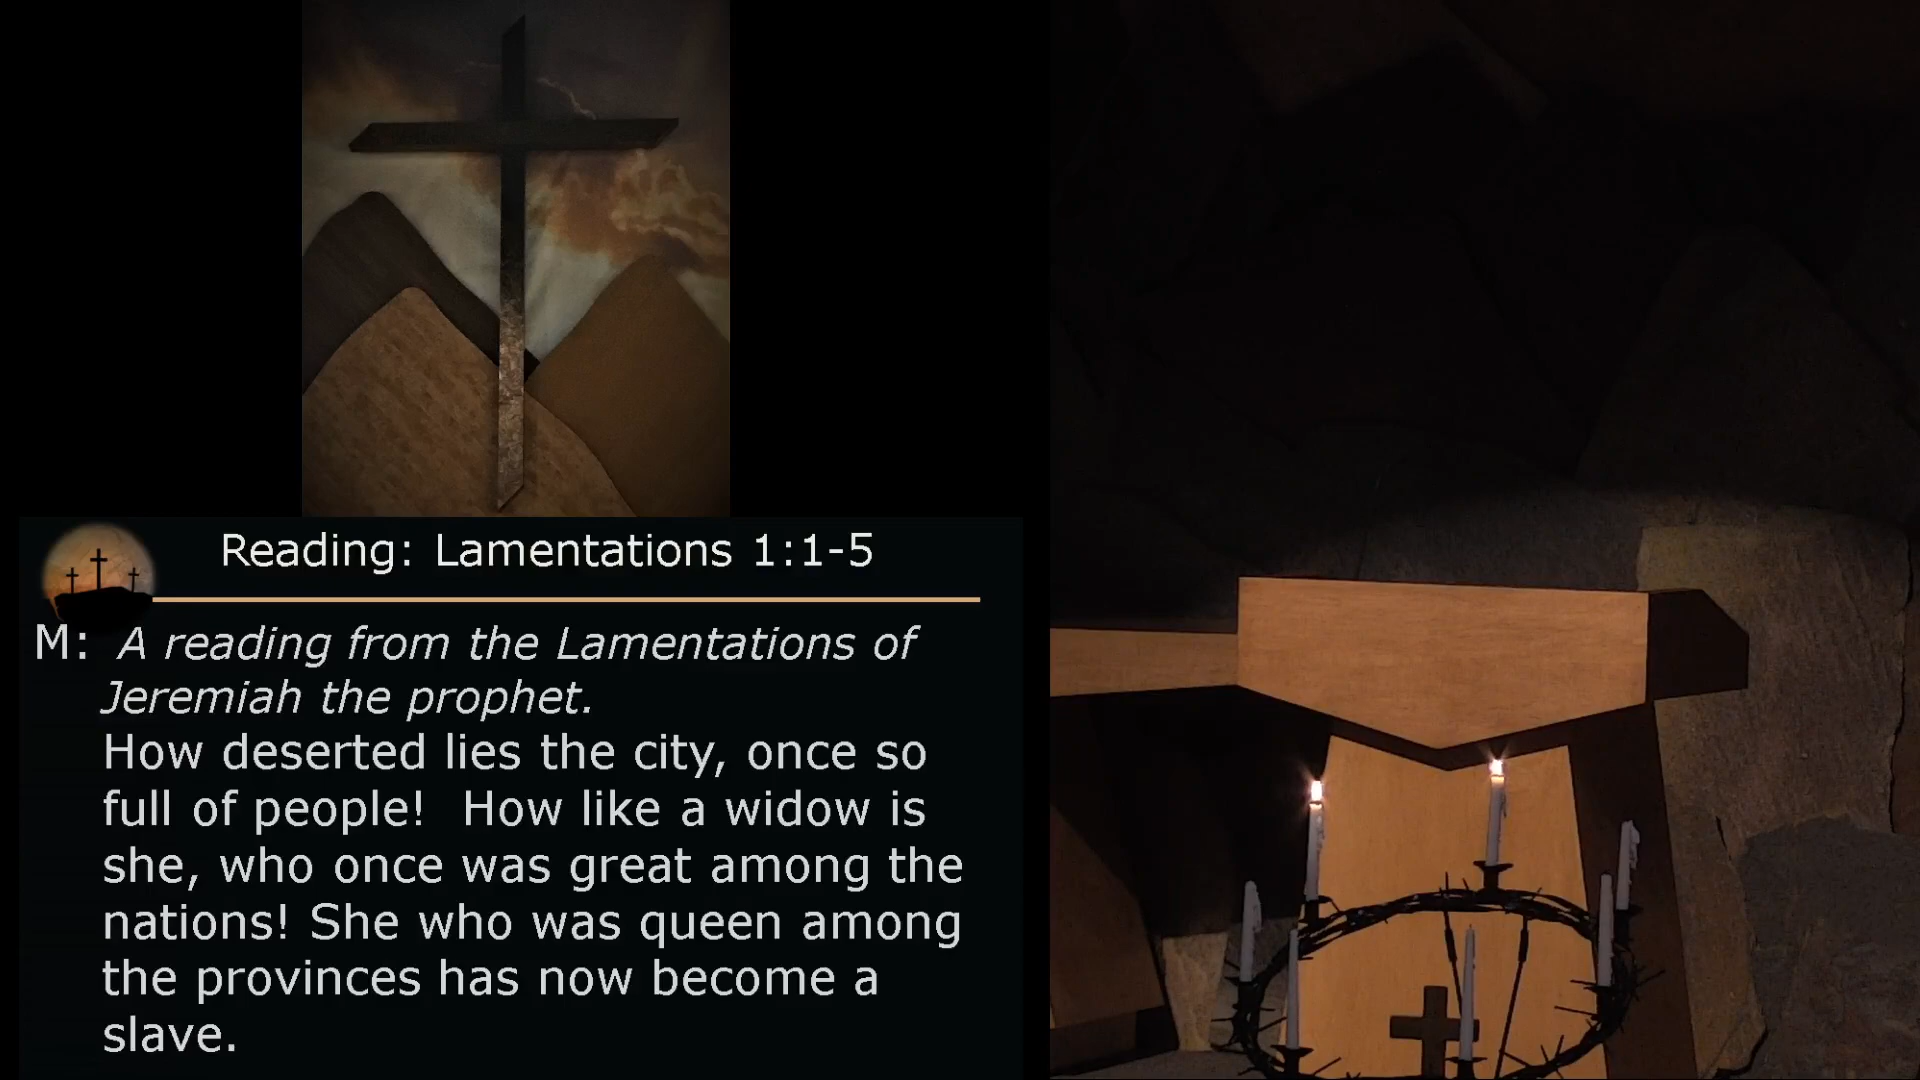 Reading: Lamentations 1:1-5
M: A reading from the Lamentations of
Jeremiah the prophet.
How deserted lies the city, once so
full of people!  How like a widow is
she, who once was great among the
nations! She who was queen among
the provinces has now become a
slave.